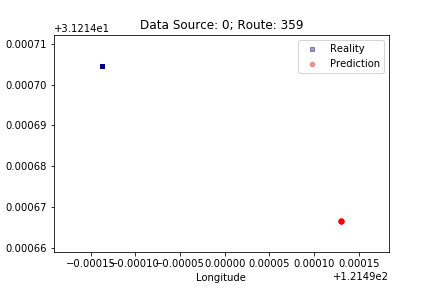 Data Source: 0; Route: 359
+3.1214e1
0.00071
0.00070
0.00069
0.00068
0.00067
0.00066
Reality
Prediction
−0.00015 −0.00010 −0.00005 0.00000 0.00005 0.00010 0.00015
Longitude
+1.2149e2